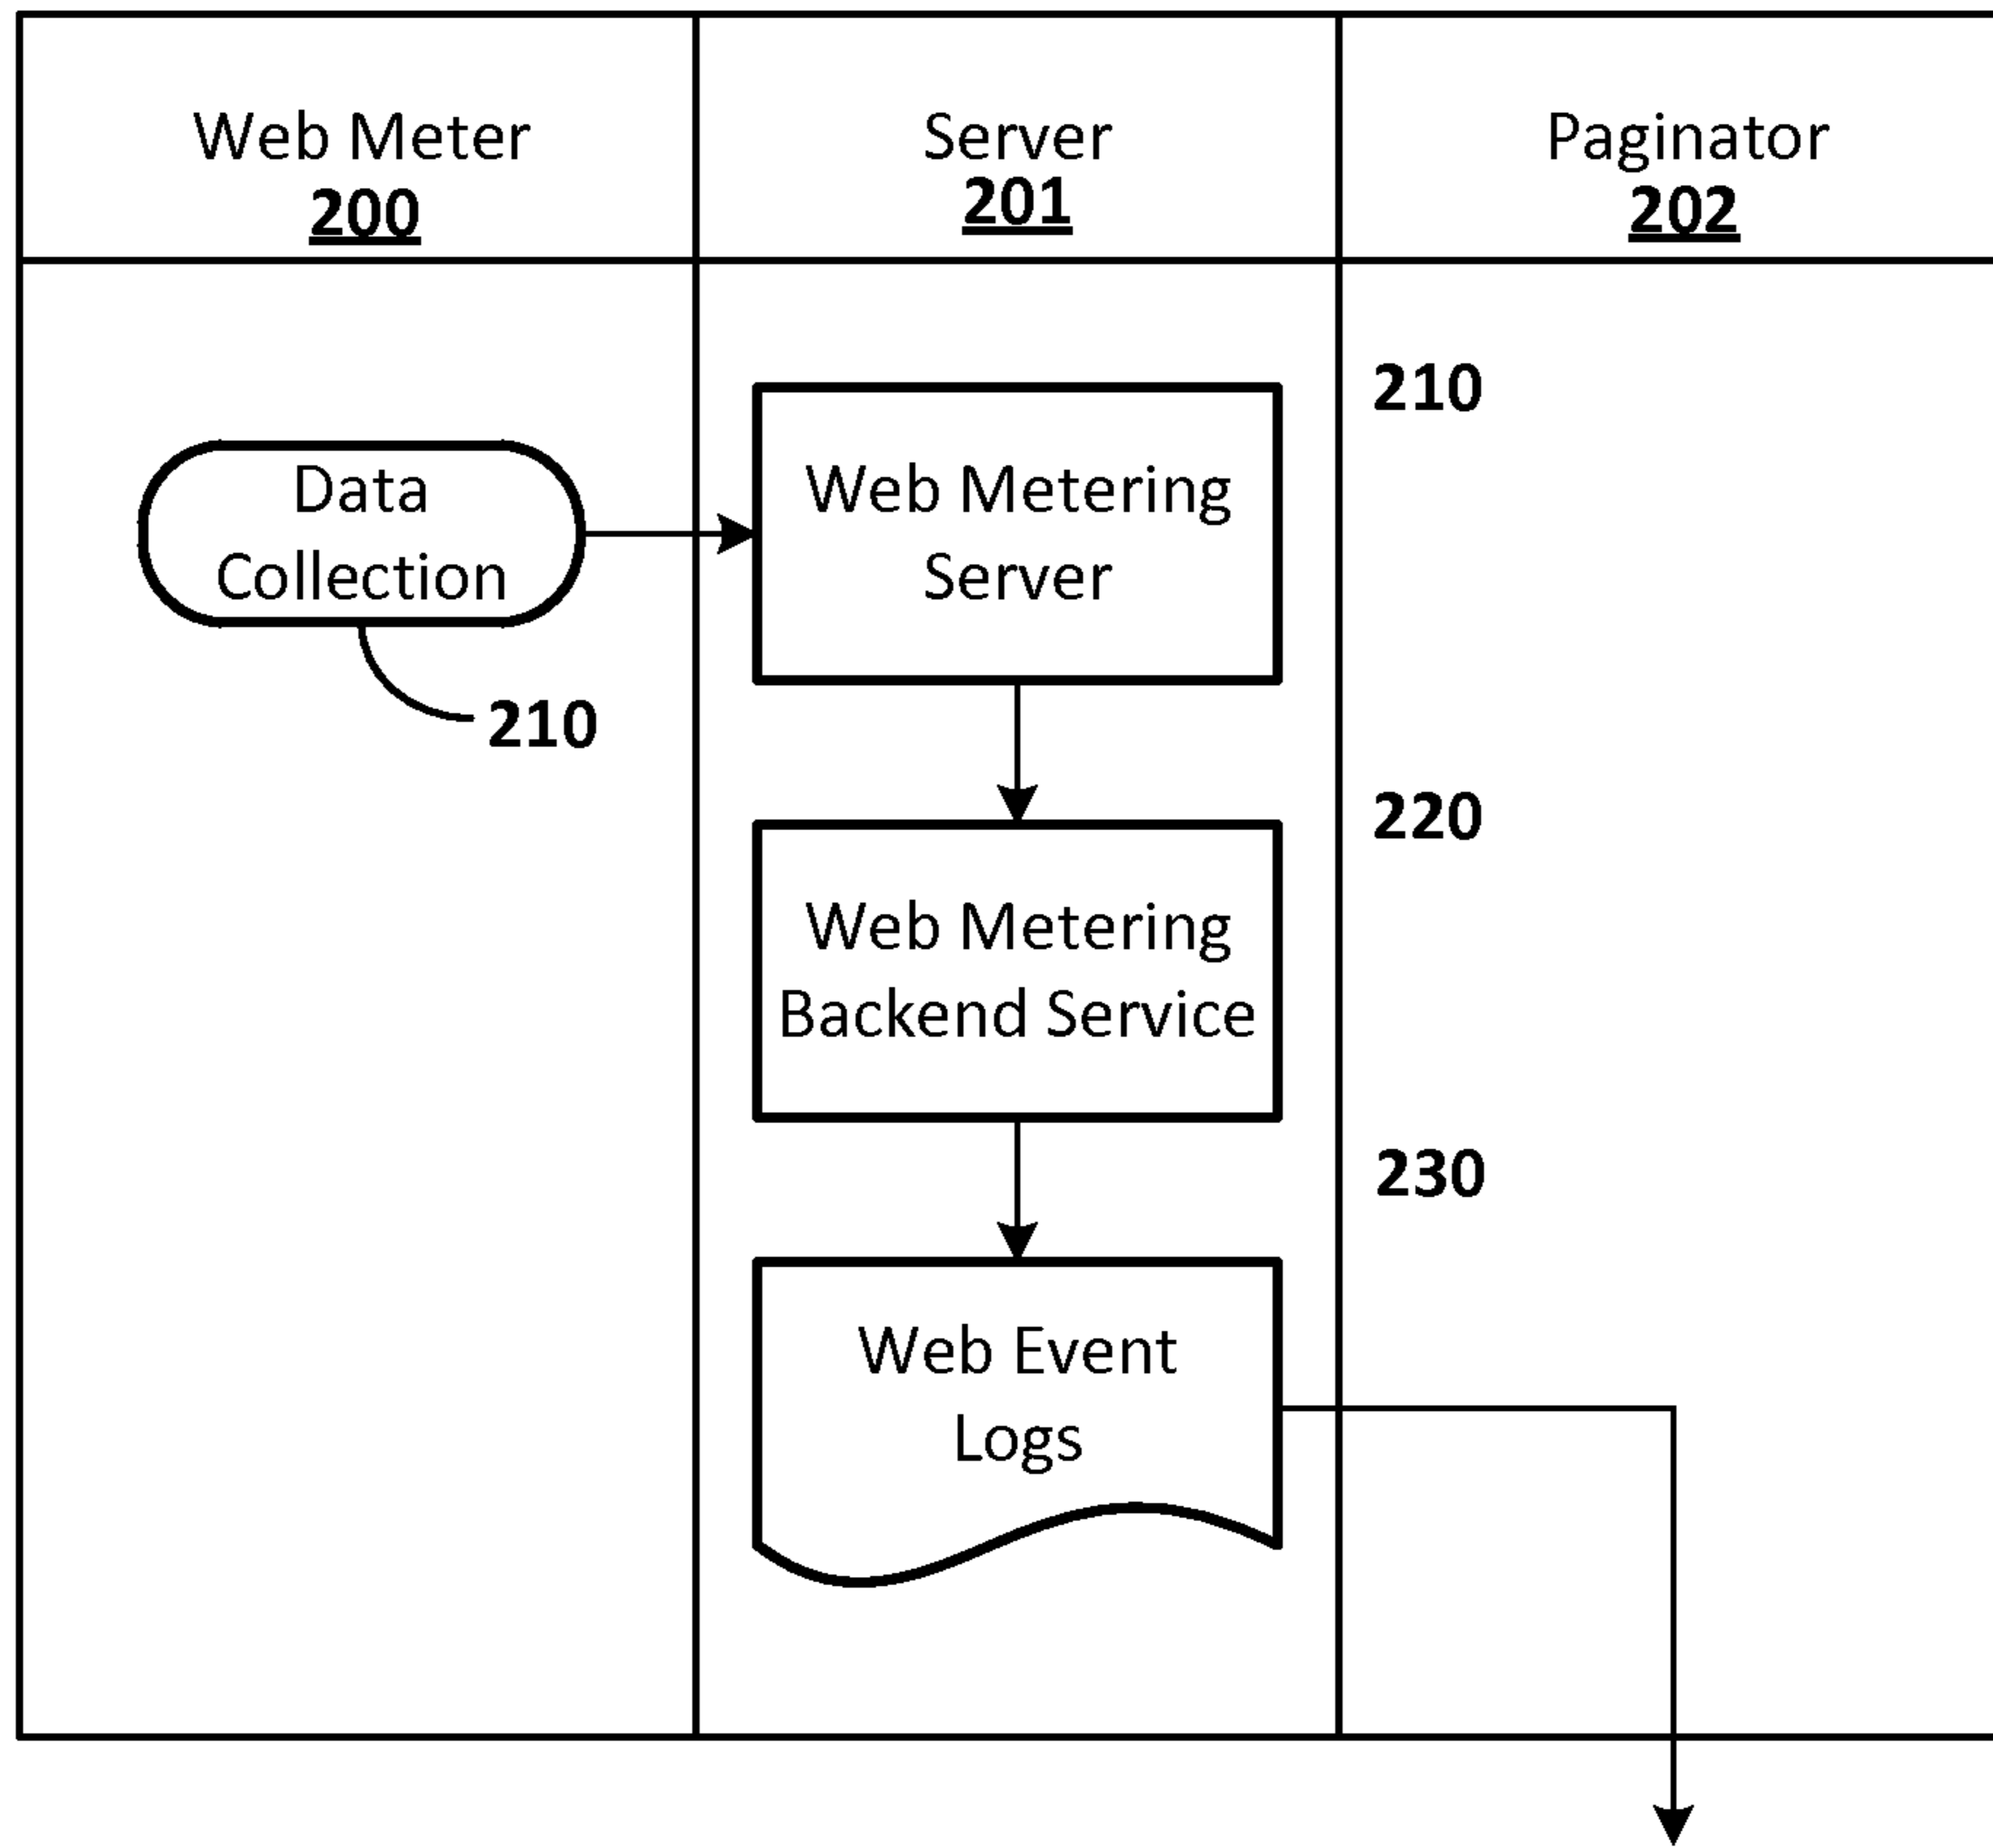 Web Meter
200
Server
201
Paginator
202
Data
Collection
210
Web Metering
Server
210
Web Metering
Backend Service
220
Web Event
Logs
230